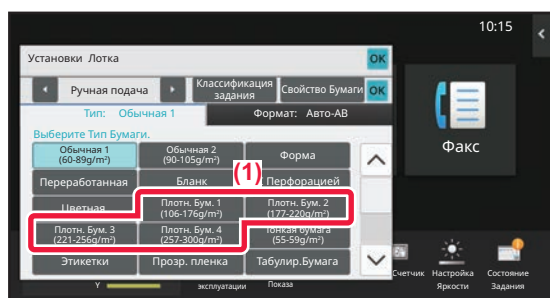 10:15
Установки Лотка
OK
Ручная подача
Классификация задания
Свойство Бумаги
OK
Тип: Обычная 1
Формат: Авто-AB
Выберите Тип Бумаги.
Обычная 1
(60-89g/m²)
Обычная 2
(90-105g/m²)
Форма
Переработанная
Бланк
(1)
Перфорацией
Цветная
Плотн. Бум. 1
(106-176g/m²)
Плотн. Бум. 2
(177-220g/m²)
Плотн. Бум. 3
(221-256g/m²)
Плотн. Бум. 4
(257-300g/m²)
Тонкая бумага
(55-59g/m²)
Этикетки
Прозр. пленка
Табулир.Бумага
Факс
Счетчик
Настройка
Яркости
Состояние
Задания
Y
эксплуатации
Показа